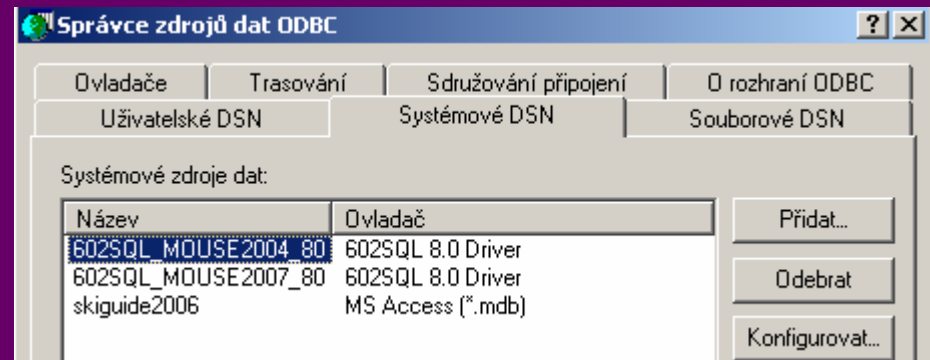 Správce zdrojů dat ODBC
Ovladače Trasování Sdružování připojení O rozhraní ODBC
Uživatelské DSN Systémové DSN Souborové DSN
Systémové zdroje dat:
Název Ovladač Přidat...
602SQL_MOUSE2004_80 602SQL 8.0 Driver
602SQL_MOUSE2007_80 602SQL 8.0 Driver Odebrat
skiguide2006 MS Access (*.mdb)
Konfigurovat...